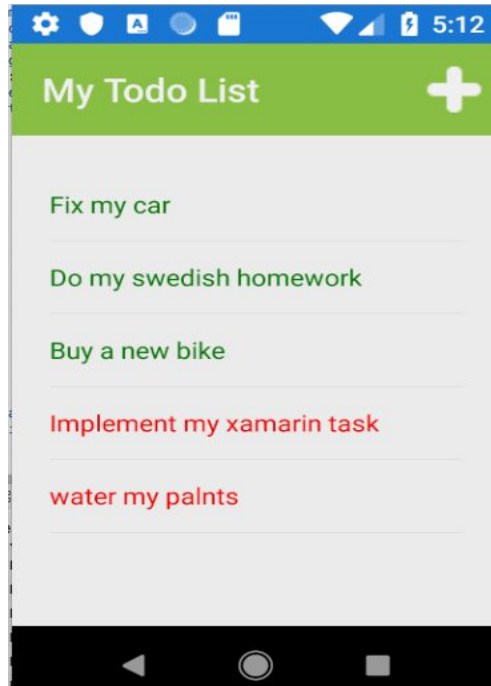 5:12
My Todo List
Fix my car
Do my swedish homework
Buy a new bike
Implement my xamarin task
water my palnts